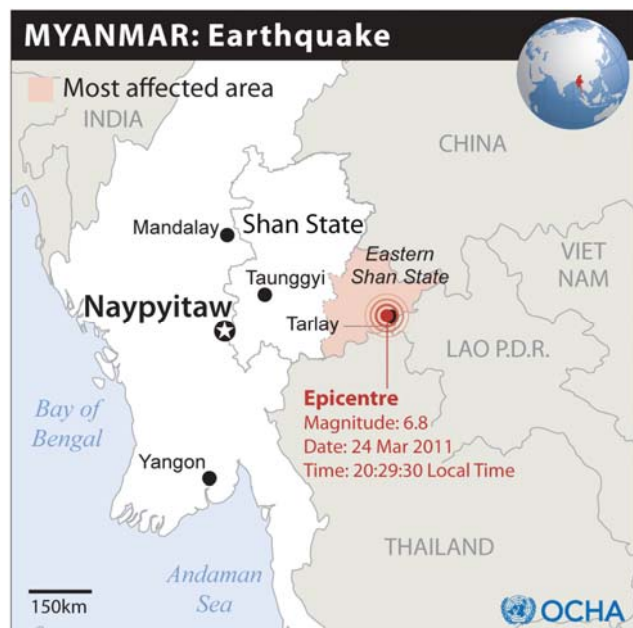 MYANMAR: Earthquake
Most affected area
INDIA
CHINA
Mandalay
Shan State
Eastern
Shan State
VIET
NAM
Taunggyi
Naypyitaw
Tarlay
LAO P.D.R.
Epicentre
Magnitude: 6.8
Date: 24 Mar 2011
Time: 20:29:30 Local Time
Bay of
Bengal
Yangon
THAILAND
Andaman
Sea
150km
OCHA